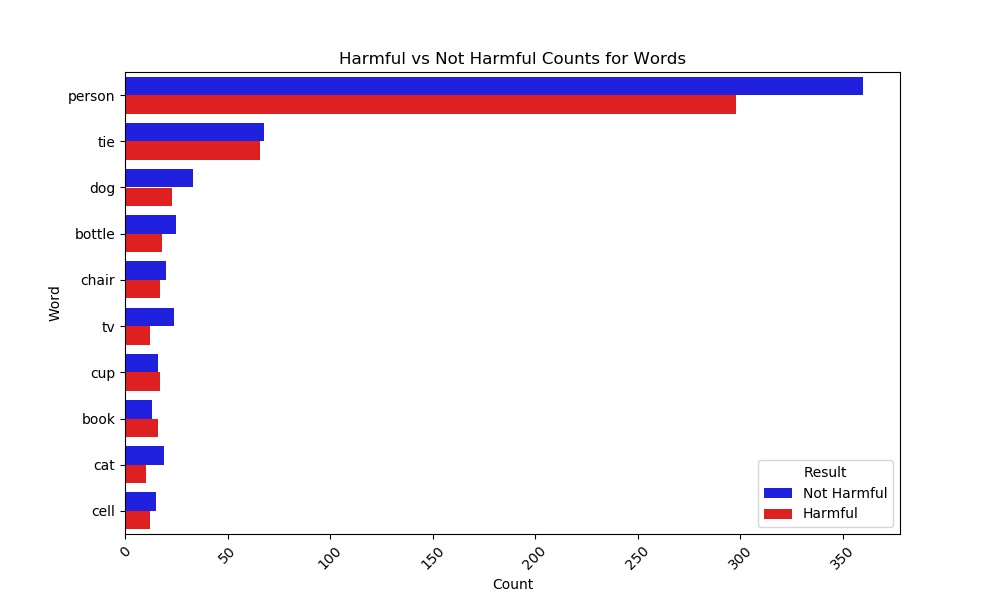 Harmful vs Not Harmful Counts for Words
person
tie
dog
bottle
chair
tv
cup
book
cat
cell
Word
0 50 100 150 200 250 300 350
Count
Result
Not Harmful
Harmful